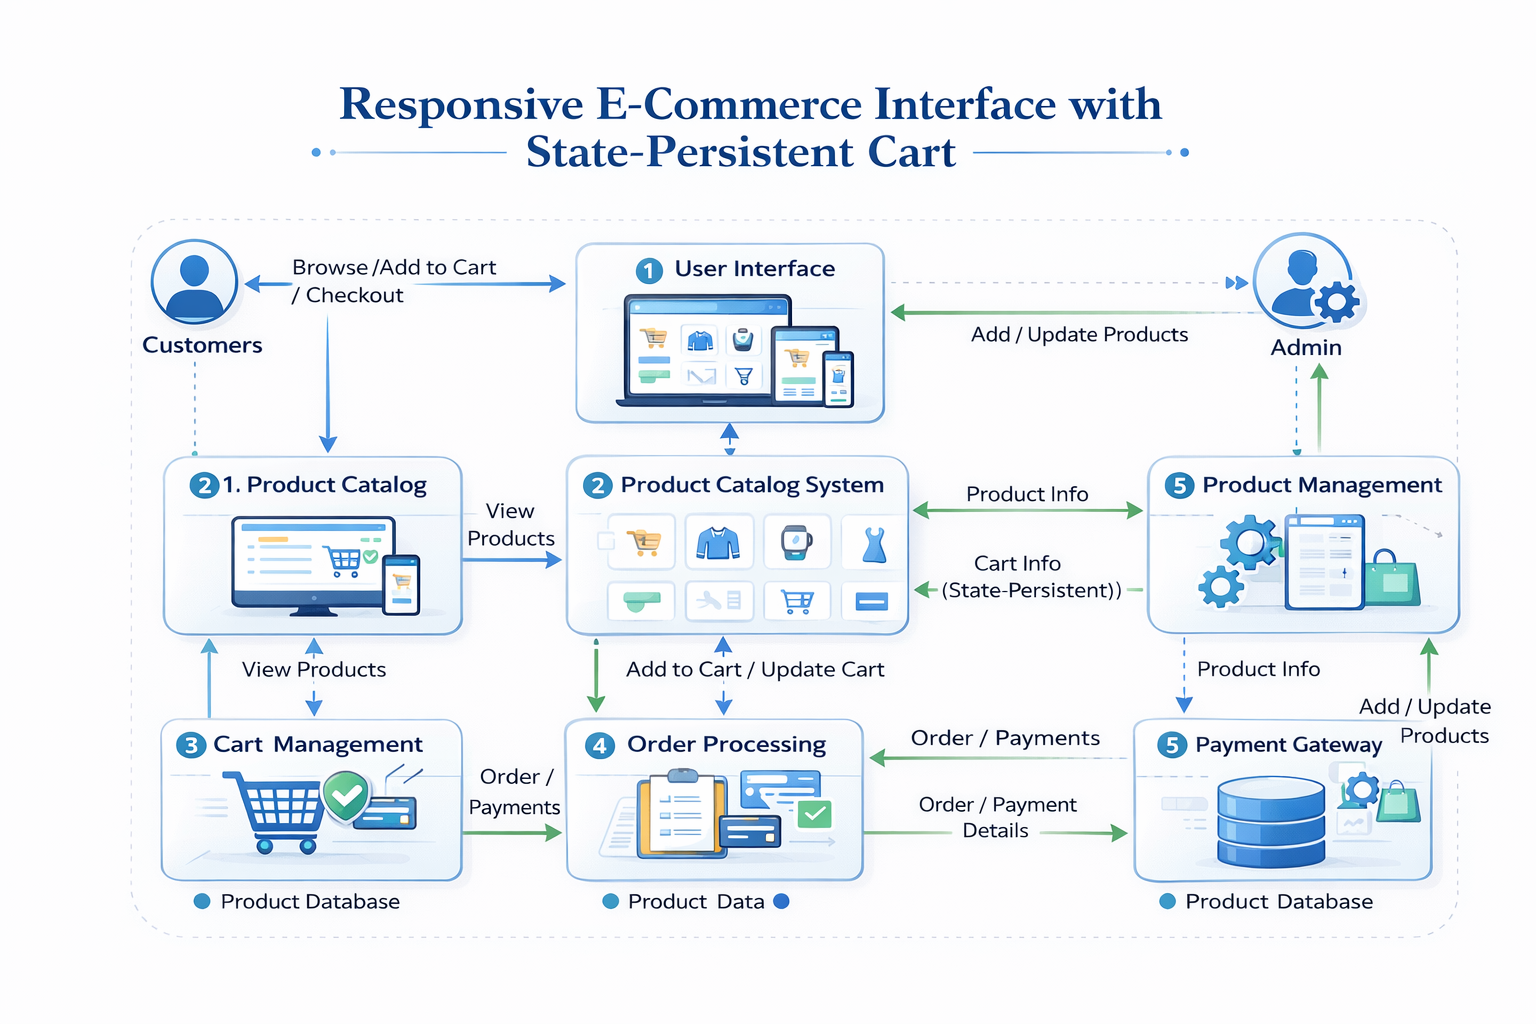 Responsive E-Commerce Interface with
State-Persistent Cart
Browse /Add to Cart
/ Checkout
1 User Interface
Customers
Add / Update Products
Admin
2 1. Product Catalog
View
Products
2 Product Catalog System
Product Info
Cart Info
(State-Persistent))
5 Product Management
View Products
Add to Cart / Update Cart
Product Info
Add / Update
Products
3 Cart Management
Order /
Payments
4 Order Processing
Order / Payments
Order / Payment
Details
5 Payment Gateway
Product Database
Product Data
Product Database